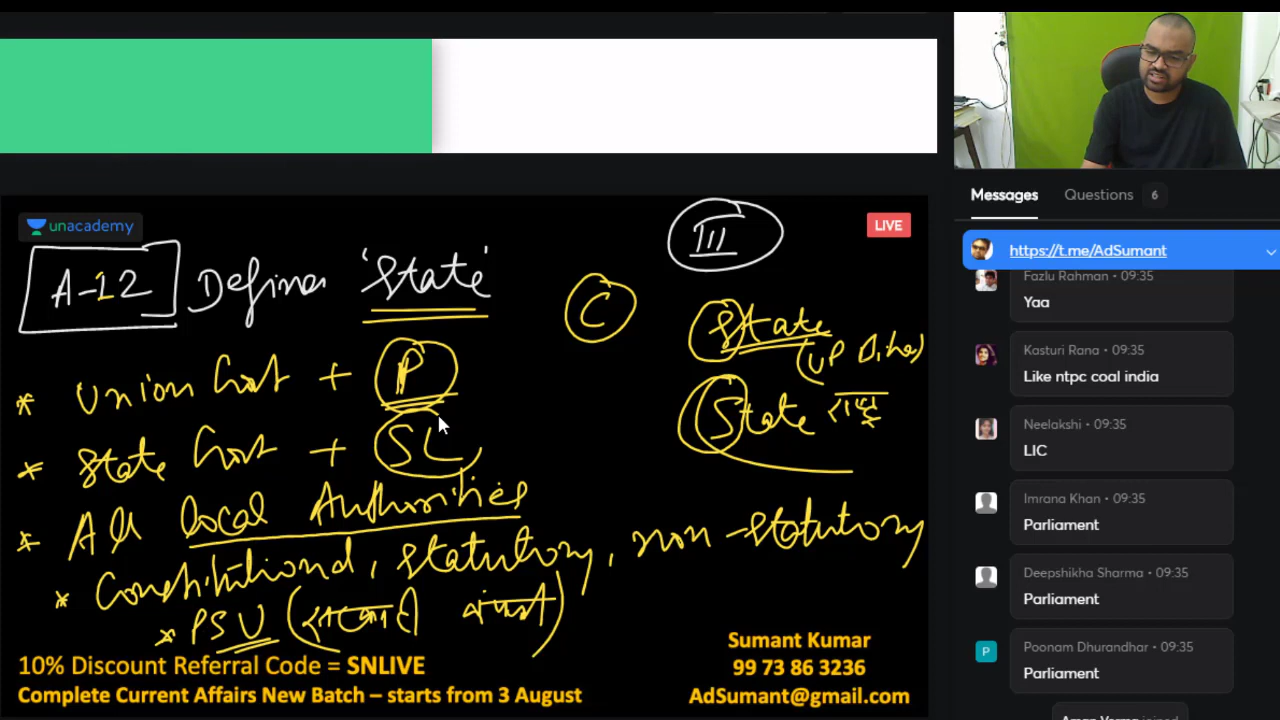 unacademy
LIVE
III
A-12 Defines 'State'
C
State
(UP Bihar)
State राष्ट्र
* Union Govt + P
* State Govt + SL
* All local Authorities
* Constitutional, statutory, non-statutory
* PSU (सरकारी कंपनी)
10% Discount Referral Code = SNLIVE
Complete Current Affairs New Batch – starts from 3 August
Sumant Kumar
99 73 86 3236
AdSumant@gmail.com
Messages Questions 6
https://t.me/AdSumant
Fazlu Rahman • 09:35
Yaa
Kasturi Rana • 09:35
Like ntpc coal india
Neelakshi • 09:35
LIC
Imrana Khan • 09:35
Parliament
Deepshikha Sharma • 09:35
Parliament
P
Poonam Dhurandhar • 09:35
Parliament